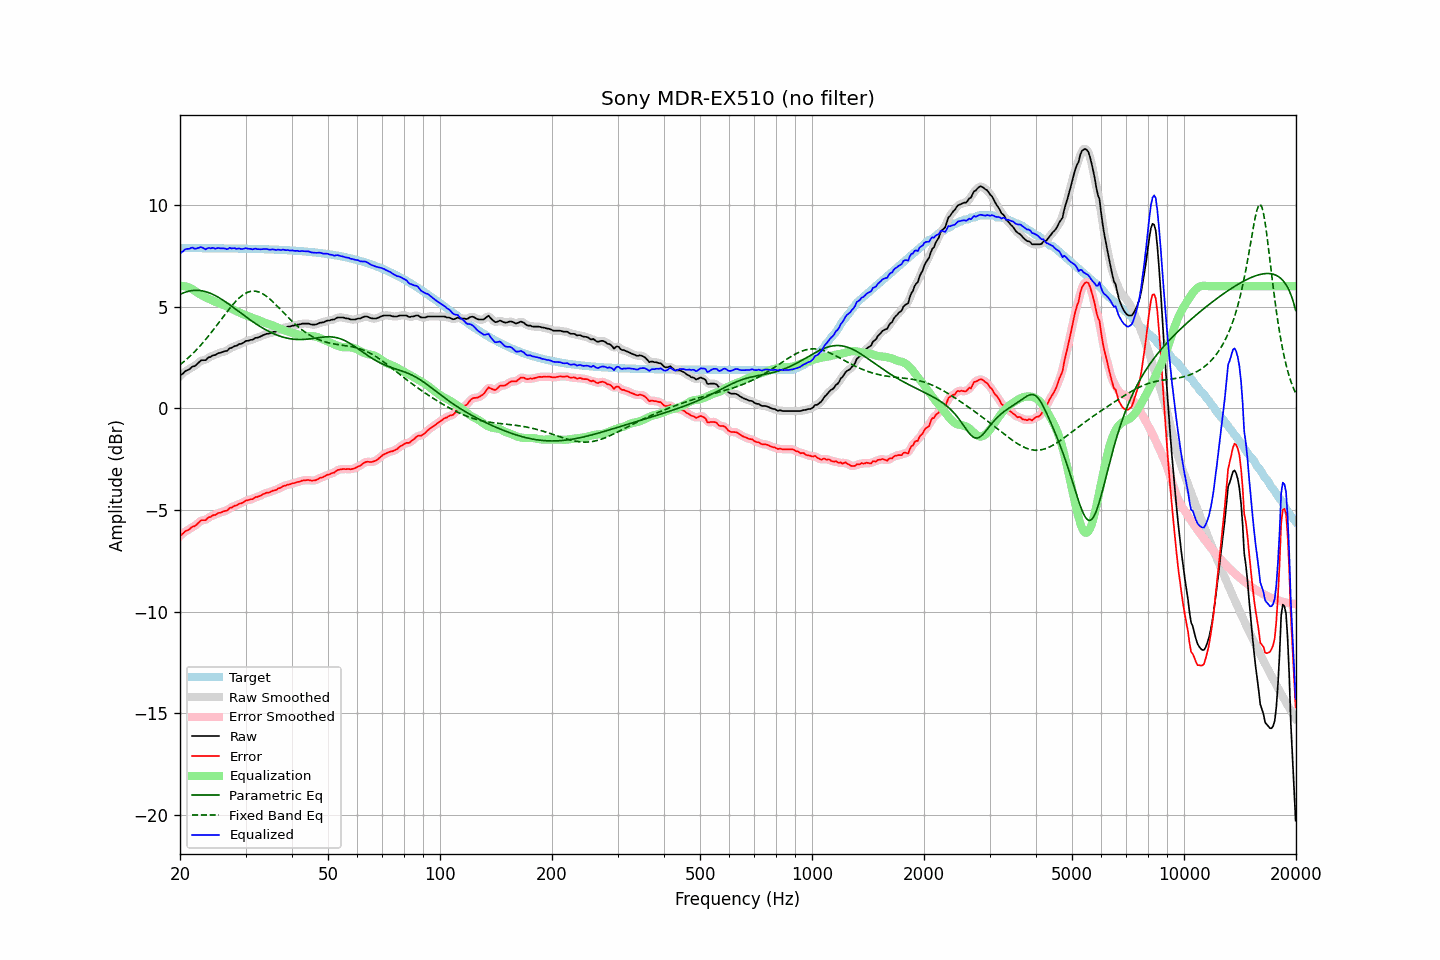 Sony MDR-EX510 (no filter)
Amplitude (dBr)
10
5
0
−5
−10
−15
−20
Target
Raw Smoothed
Error Smoothed
Raw
Error
Equalization
Parametric Eq
Fixed Band Eq
Equalized
20 50 100 200 500 1000 2000 5000 10000 20000
Frequency (Hz)